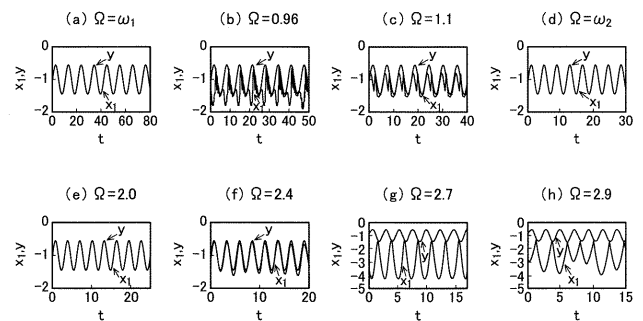 (a) Ω=ω1 (b) Ω=0.96 (c) Ω=1.1 (d) Ω=ω2
0 y 0 y 0 y 0 y
x1,y -1 x1,y -1 x1,y -1 x1,y -1
x1 x1 x1 x1
-2 -2 -2 -2
0 20 40 60 80 0 10 20 30 40 50 0 10 20 30 40 0 10 20 30
t t t t
(e) Ω=2.0 (f) Ω=2.4 (g) Ω=2.7 (h) Ω=2.9
0 y 0 y 0 0
x1,y -1 x1,y -1 x1,y -1 -2 -3 -4 y x1,y -1 -2 -3 -4 y
x1 x1 x1 x1
-2 -2 -5 -5
0 10 20 0 10 20 0 5 10 15 0 5 10 15
t t t t